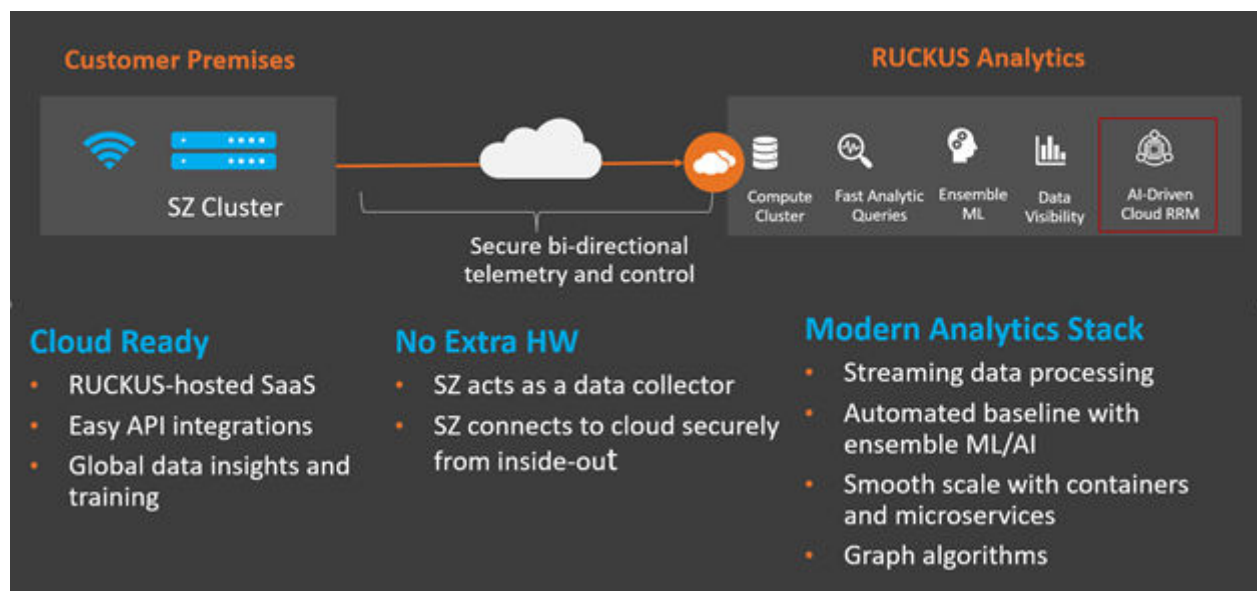 Customer Premises
RUCKUS Analytics
SZ Cluster
Compute
Cluster
Fast Analytic
Queries
Ensemble
ML
Data
Visibility
AI-Driven
Cloud RRM
Secure bi-directional
telemetry and control
Cloud Ready
• RUCKUS-hosted SaaS
• Easy API integrations
• Global data insights and
training
No Extra HW
• SZ acts as a data collector
• SZ connects to cloud securely
from inside-out
Modern Analytics Stack
• Streaming data processing
• Automated baseline with
ensemble ML/AI
• Smooth scale with containers
and microservices
• Graph algorithms